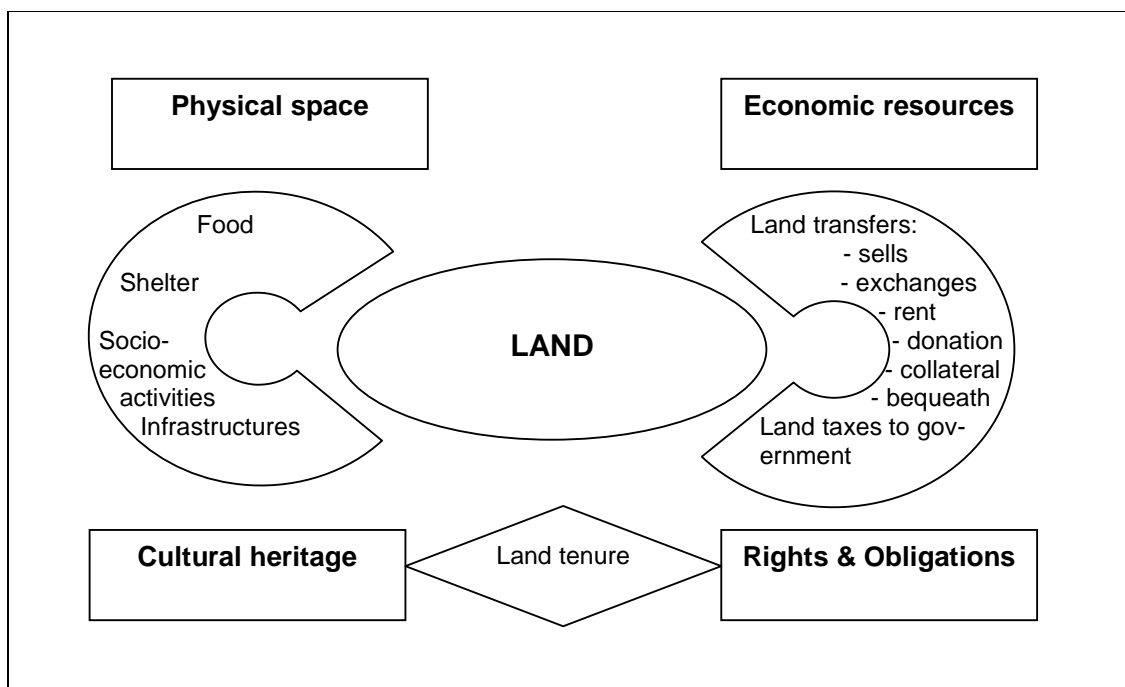 Physical space
Economic resources
Food
Shelter
Socio-
economic
activities
Infrastructures
LAND
Land transfers:
- sells
- exchanges
- rent
- donation
- collateral
- bequeath
Land taxes to gov-
ernment
Cultural heritage
Land tenure
Rights & Obligations